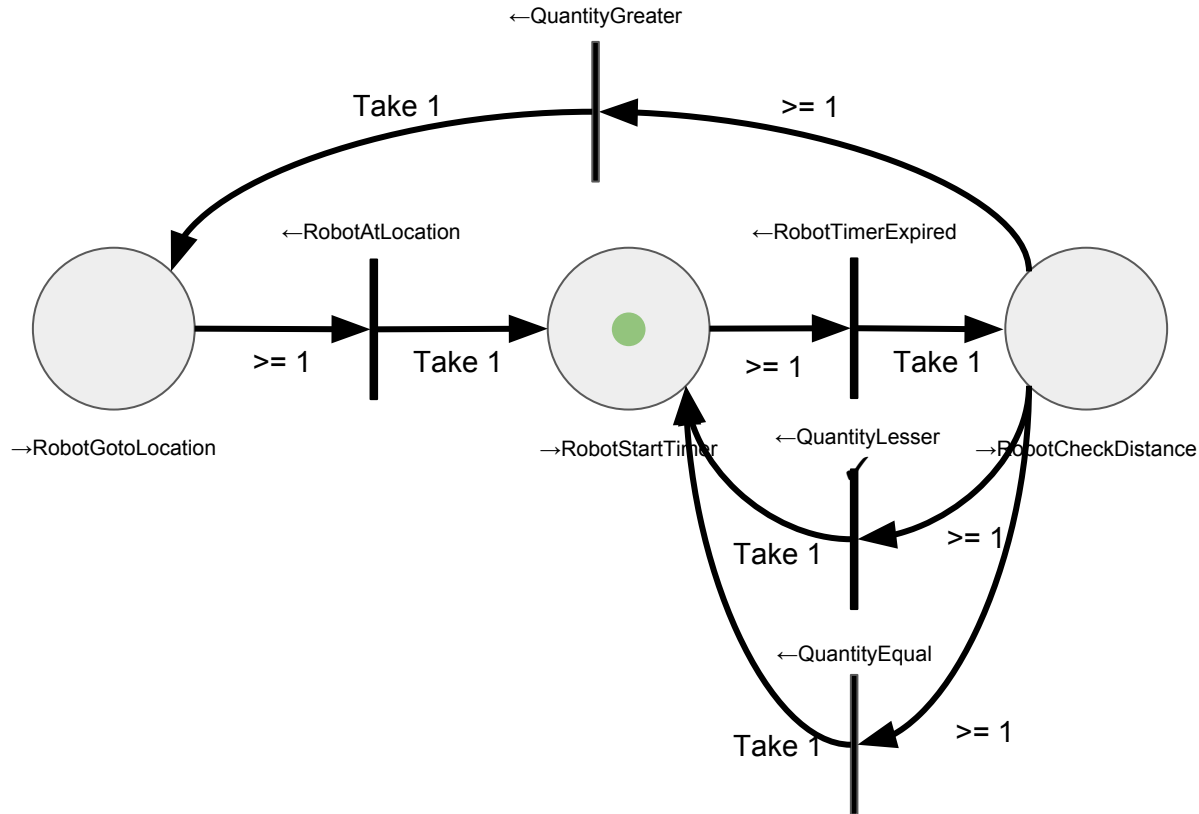 ←QuantityGreater
Take 1
>= 1
←RobotAtLocation
←RobotTimerExpired
>= 1
Take 1
>= 1
Take 1
→RobotGotoLocation
→RobotStartTimer
←QuantityLesser
→RobotCheckDistance
Take 1
>= 1
←QuantityEqual
Take 1
>= 1